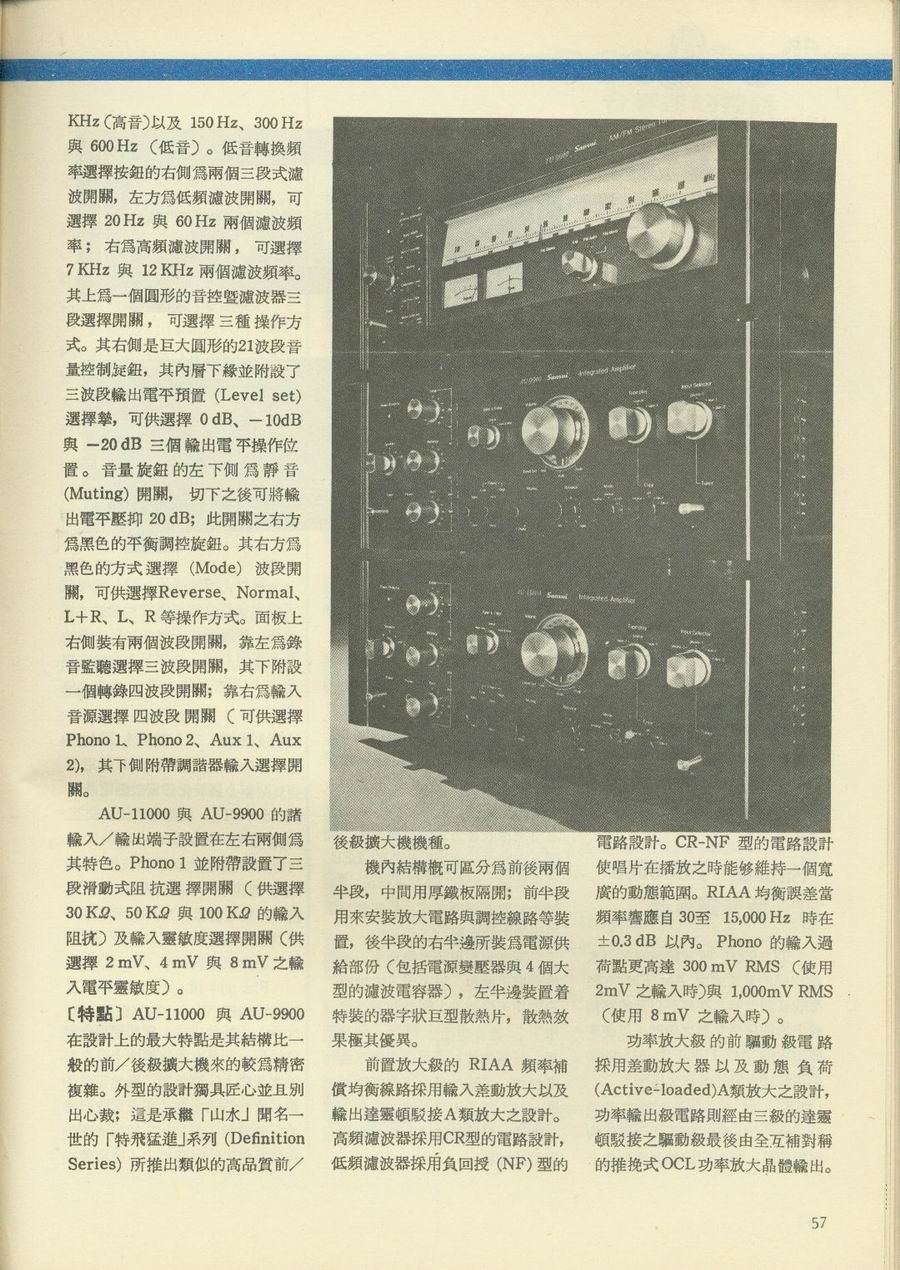 KHz(高音)以及 150 Hz、300 Hz
與 600 Hz (低音)。低音轉換頻
率選擇按鈕的右側爲兩個三段式濾
波開關,左方爲低頻濾波開關,可
選擇 20 Hz 與 60 Hz 兩個濾波頻
率;右爲高頻濾波開關,可選擇
7 KHz 與 12 KHz 兩個濾波頻率。
其上爲一個圓形的音控曁濾波器三
段選擇開關,可選擇三種操作方
式。其右側是巨大圓形的21波段音
量控制旋鈕,其內層下緣並附設了
三波段輸出電平預置 (Level set)
選擇摯,可供選擇 0 dB、−10dB
與 −20 dB 三個輸出電平操作位
置。音量旋鈕的左下側爲靜音
(Muting) 開關,切下之後可將輸
出電平壓抑 20 dB;此開關之右方
爲黑色的平衡調控旋鈕。其右方爲
黑色的方式選擇 (Mode) 波段開
關,可供選擇Reverse、Normal、
L+R、L、R 等操作方式。面板上
右側裝有兩個波段開關,靠左爲錄
音監聽選擇三波段開關,其下附設
一個轉錄四波段開關;靠右爲輸入
音源選擇四波段開關(可供選擇
Phono 1、Phono 2、Aux 1、Aux
2),其下側附帶調諧器輸入選擇開
關。
AU-11000 與 AU-9900 的諸
輸入/輸出端子設置在左右兩側爲
其特色。Phono 1 並附帶設置了三
段滑動式阻抗選擇開關(供選擇
30 KΩ、50 KΩ 與 100 KΩ 的輸入
阻抗)及輸入靈敏度選擇開關(供
選擇 2 mV、4 mV 與 8 mV 之輸
入電平靈敏度)。
〔特點〕AU-11000 與 AU-9900
在設計上的最大特點是其結構比一
般的前/後級擴大機來的較爲精密
複雜。外型的設計獨具匠心並且別
出心裁;這是承繼「山水」聞名一
世的「特飛猛進」系列 (Definition
Series) 所推出類似的高品質前/
TU-9900 Sansui AM/FM Stereo
MHz
AU-9900 Sansui Integrated Amplifier
Volume
Input Selector
Tuner
Sansui Integrated Amplifier
Input Selector
後級擴大機機種。
機內結構槪可區分爲前後兩個
半段,中間用厚鐵板隔開;前半段
用來安裝放大電路與調控線路等裝
置,後半段的右半邊所裝爲電源供
給部份(包括電源變壓器與 4 個大
型的濾波電容器),左半邊裝置着
特裝的器字狀巨型散熱片,散熱效
果極其優異。
前置放大級的 RIAA 頻率補
償均衡線路採用輸入差動放大以及
輸出達靈頓駁接A類放大之設計。
高頻濾波器採用CR型的電路設計,
低頻濾波器採用負回授 (NF) 型的
電路設計。CR-NF 型的電路設計
使唱片在播放之時能够維持一個寬
廣的動態範圍。RIAA 均衡誤差當
頻率響應自 30至 15,000 Hz 時在
±0.3 dB 以內。Phono 的輸入過
荷點更高達 300 mV RMS (使用
2mV 之輸入時)與 1,000mV RMS
(使用 8 mV 之輸入時)。
功率放大級的前驅動級電路
採用差動放大器以及動態負荷
(Active-loaded)A類放大之設計,
功率輸出級電路則經由三級的達靈
頓駁接之驅動級最後由全互補對稱
的推挽式OCL功率放大晶體輸出。
57